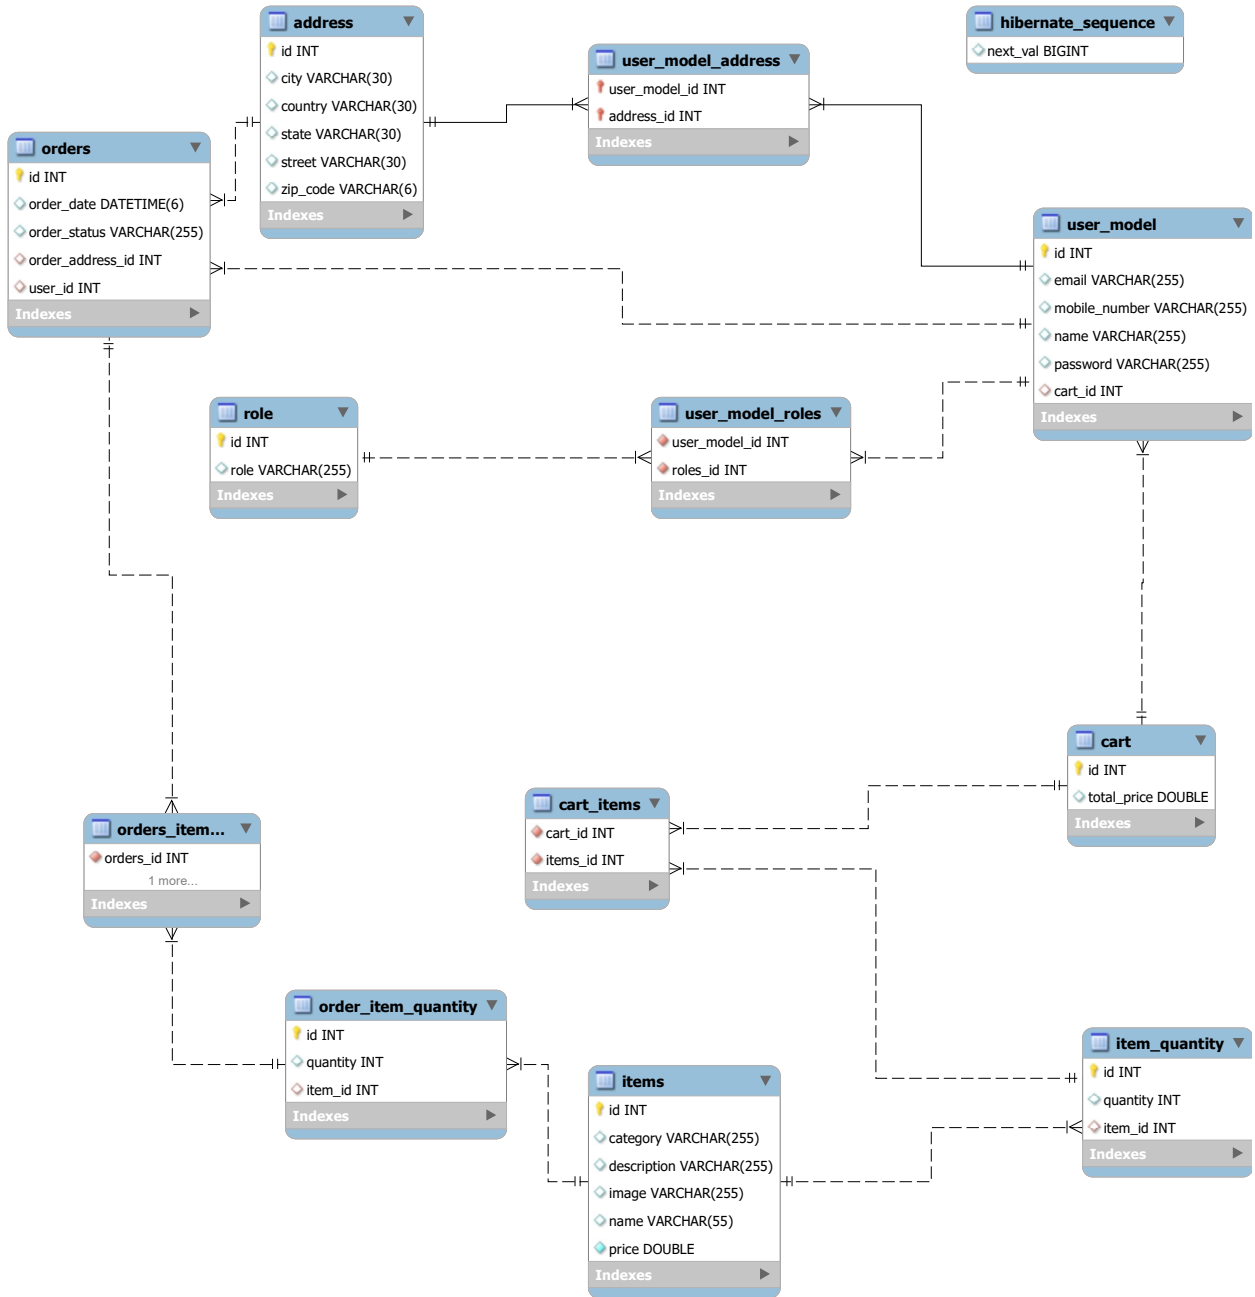 address
id INT
city VARCHAR(30)
country VARCHAR(30)
state VARCHAR(30)
street VARCHAR(30)
zip_code VARCHAR(6)
Indexes
hibernate_sequence
next_val BIGINT
user_model_address
user_model_id INT
address_id INT
Indexes
orders
id INT
order_date DATETIME(6)
order_status VARCHAR(255)
order_address_id INT
user_id INT
Indexes
user_model
id INT
email VARCHAR(255)
mobile_number VARCHAR(255)
name VARCHAR(255)
password VARCHAR(255)
cart_id INT
Indexes
role
id INT
role VARCHAR(255)
Indexes
user_model_roles
user_model_id INT
roles_id INT
Indexes
cart
id INT
total_price DOUBLE
Indexes
cart_items
cart_id INT
items_id INT
Indexes
orders_item...
orders_id INT
1 more...
Indexes
order_item_quantity
id INT
quantity INT
item_id INT
Indexes
items
id INT
category VARCHAR(255)
description VARCHAR(255)
image VARCHAR(255)
name VARCHAR(55)
price DOUBLE
Indexes
item_quantity
id INT
quantity INT
item_id INT
Indexes